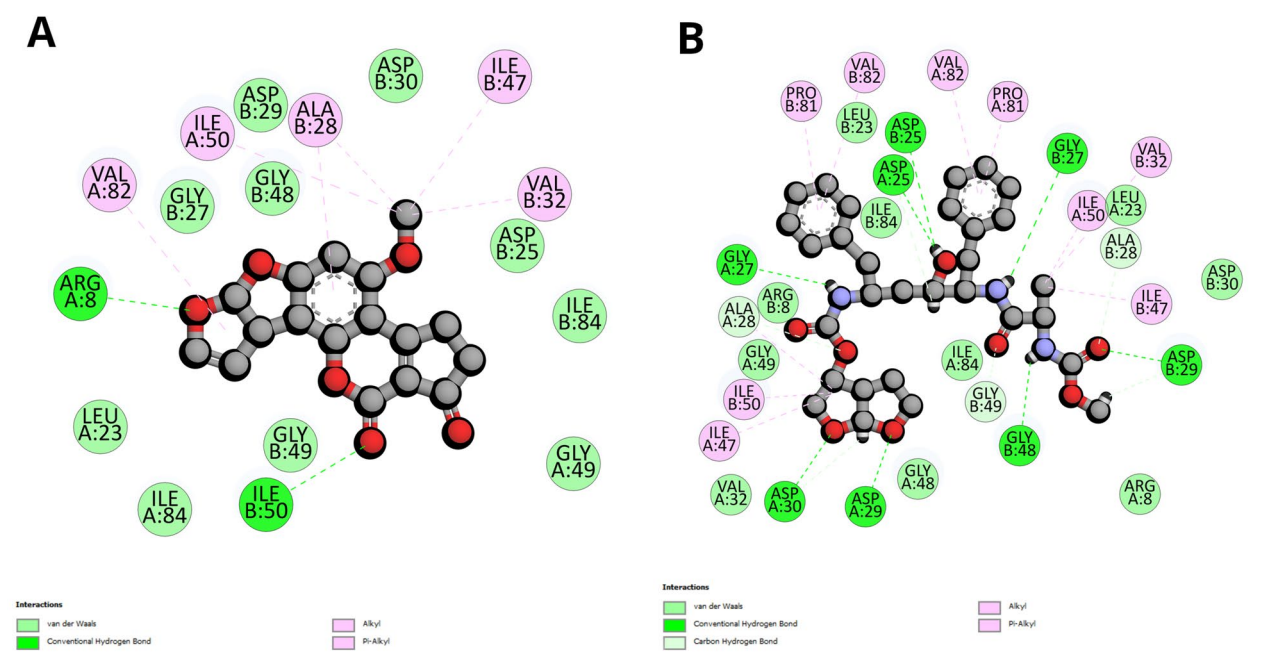 A
ASP
B:30
ILE
B:47
ASP
B:29
ALA
B:28
ILE
A:50
VAL
A:82
GLY
B:27
GLY
B:48
VAL
B:32
ASP
B:25
ARG
A:8
ILE
B:84
LEU
A:23
GLY
B:49
GLY
A:49
ILE
A:84
ILE
B:50
Interactions
van der Waals
Conventional Hydrogen Bond
Alkyl
Pi-Alkyl
B
VAL
B:82
VAL
A:82
PRO
B:81
PRO
A:81
LEU
B:23
ASP
B:25
GLY
B:27
VAL
B:32
ASP
A:25
ILE
B:84
ILE
A:50
LEU
A:23
ALA
B:28
GLY
A:27
ASP
B:30
ARG
B:8
ALA
A:28
ILE
B:47
GLY
A:49
ILE
A:84
ASP
B:29
ILE
B:50
GLY
B:49
ILE
A:47
GLY
B:48
GLY
A:48
VAL
A:32
ASP
A:30
ASP
A:29
ARG
A:8
Interactions
van der Waals
Conventional Hydrogen Bond
Carbon Hydrogen Bond
Alkyl
Pi-Alkyl